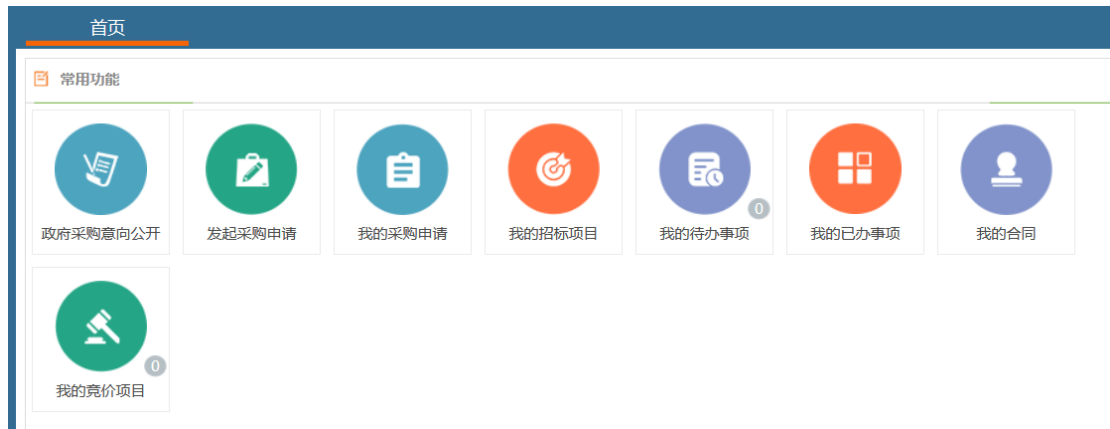 首页
常用功能
政府采购意向公开
发起采购申请
我的采购申请
我的招标项目
0
我的待办事项
我的已办事项
我的合同
0
我的竞价项目